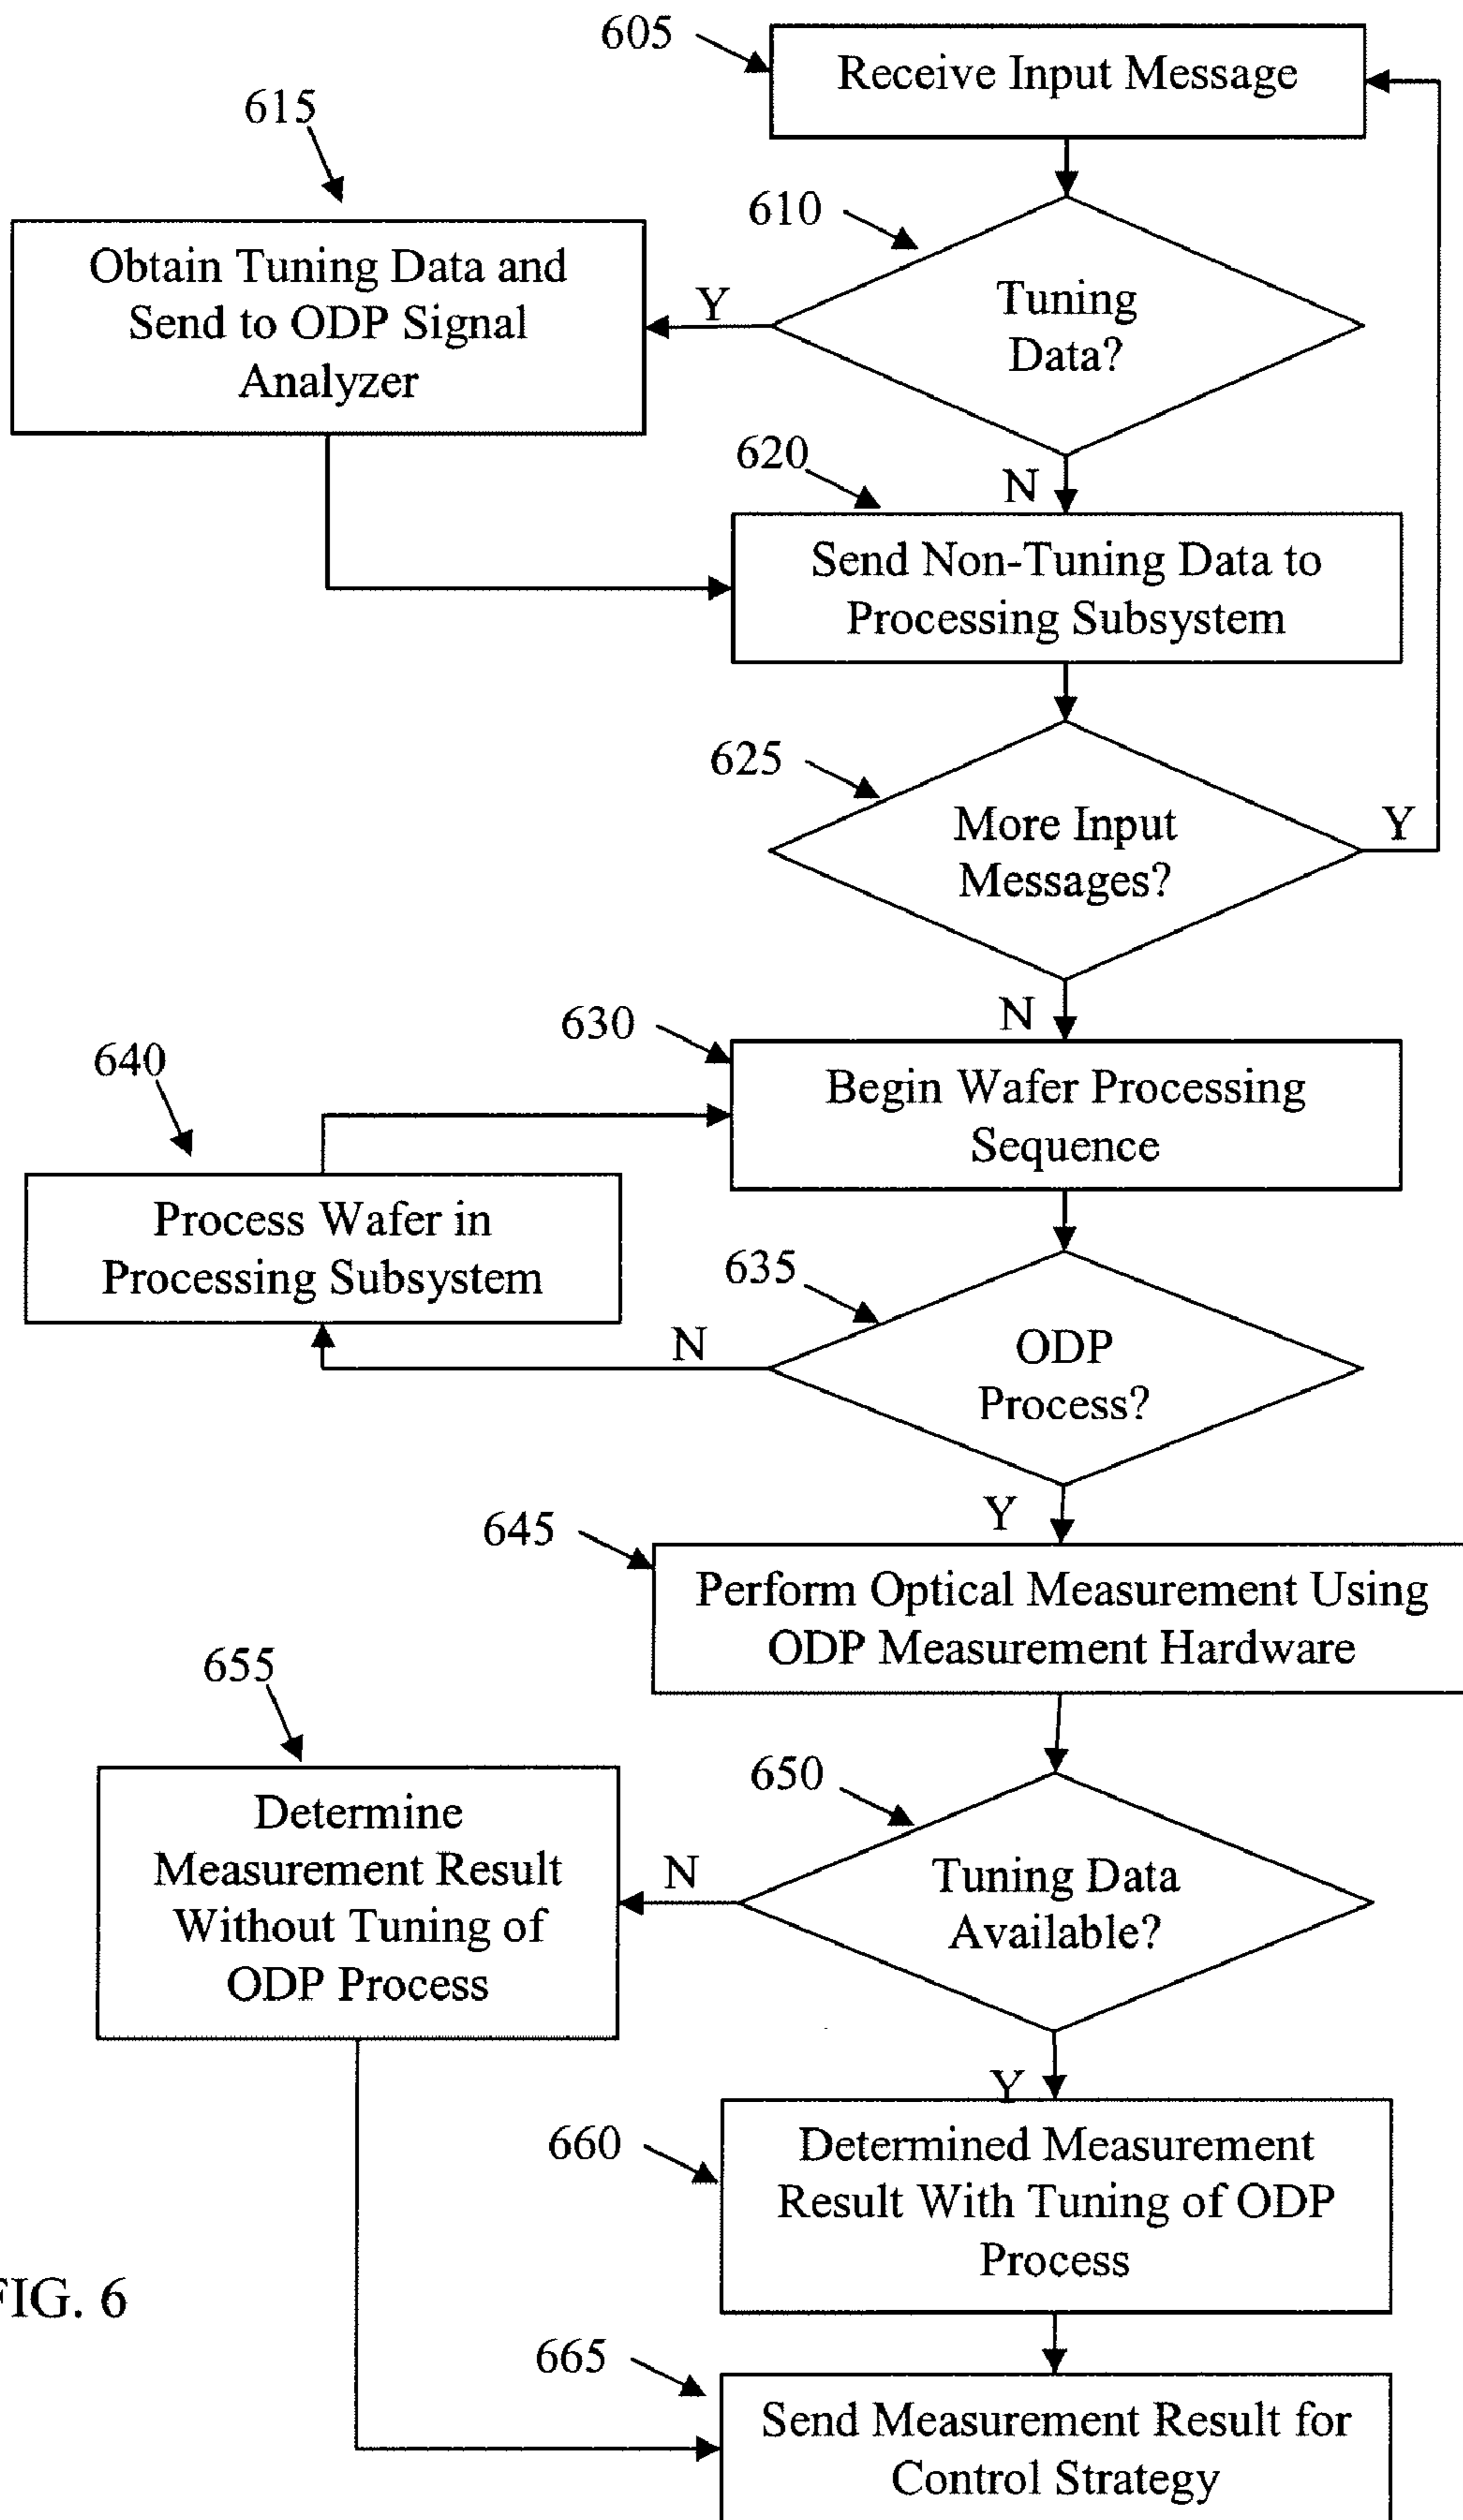 605
Receive Input Message
615
610
Obtain Tuning Data and
Send to ODP Signal
Analyzer
Y
Tuning
Data?
620
N
Send Non-Tuning Data to
Processing Subsystem
625
More Input
Messages?
Y
N
630
Begin Wafer Processing
Sequence
640
Process Wafer in
Processing Subsystem
635
N
ODP
Process?
Y
645
Perform Optical Measurement Using
ODP Measurement Hardware
655
650
Determine
Measurement Result
Without Tuning of
ODP Process
N
Tuning Data
Available?
Y
660
Determined Measurement
Result With Tuning of ODP
Process
FIG. 6
665
Send Measurement Result for
Control Strategy